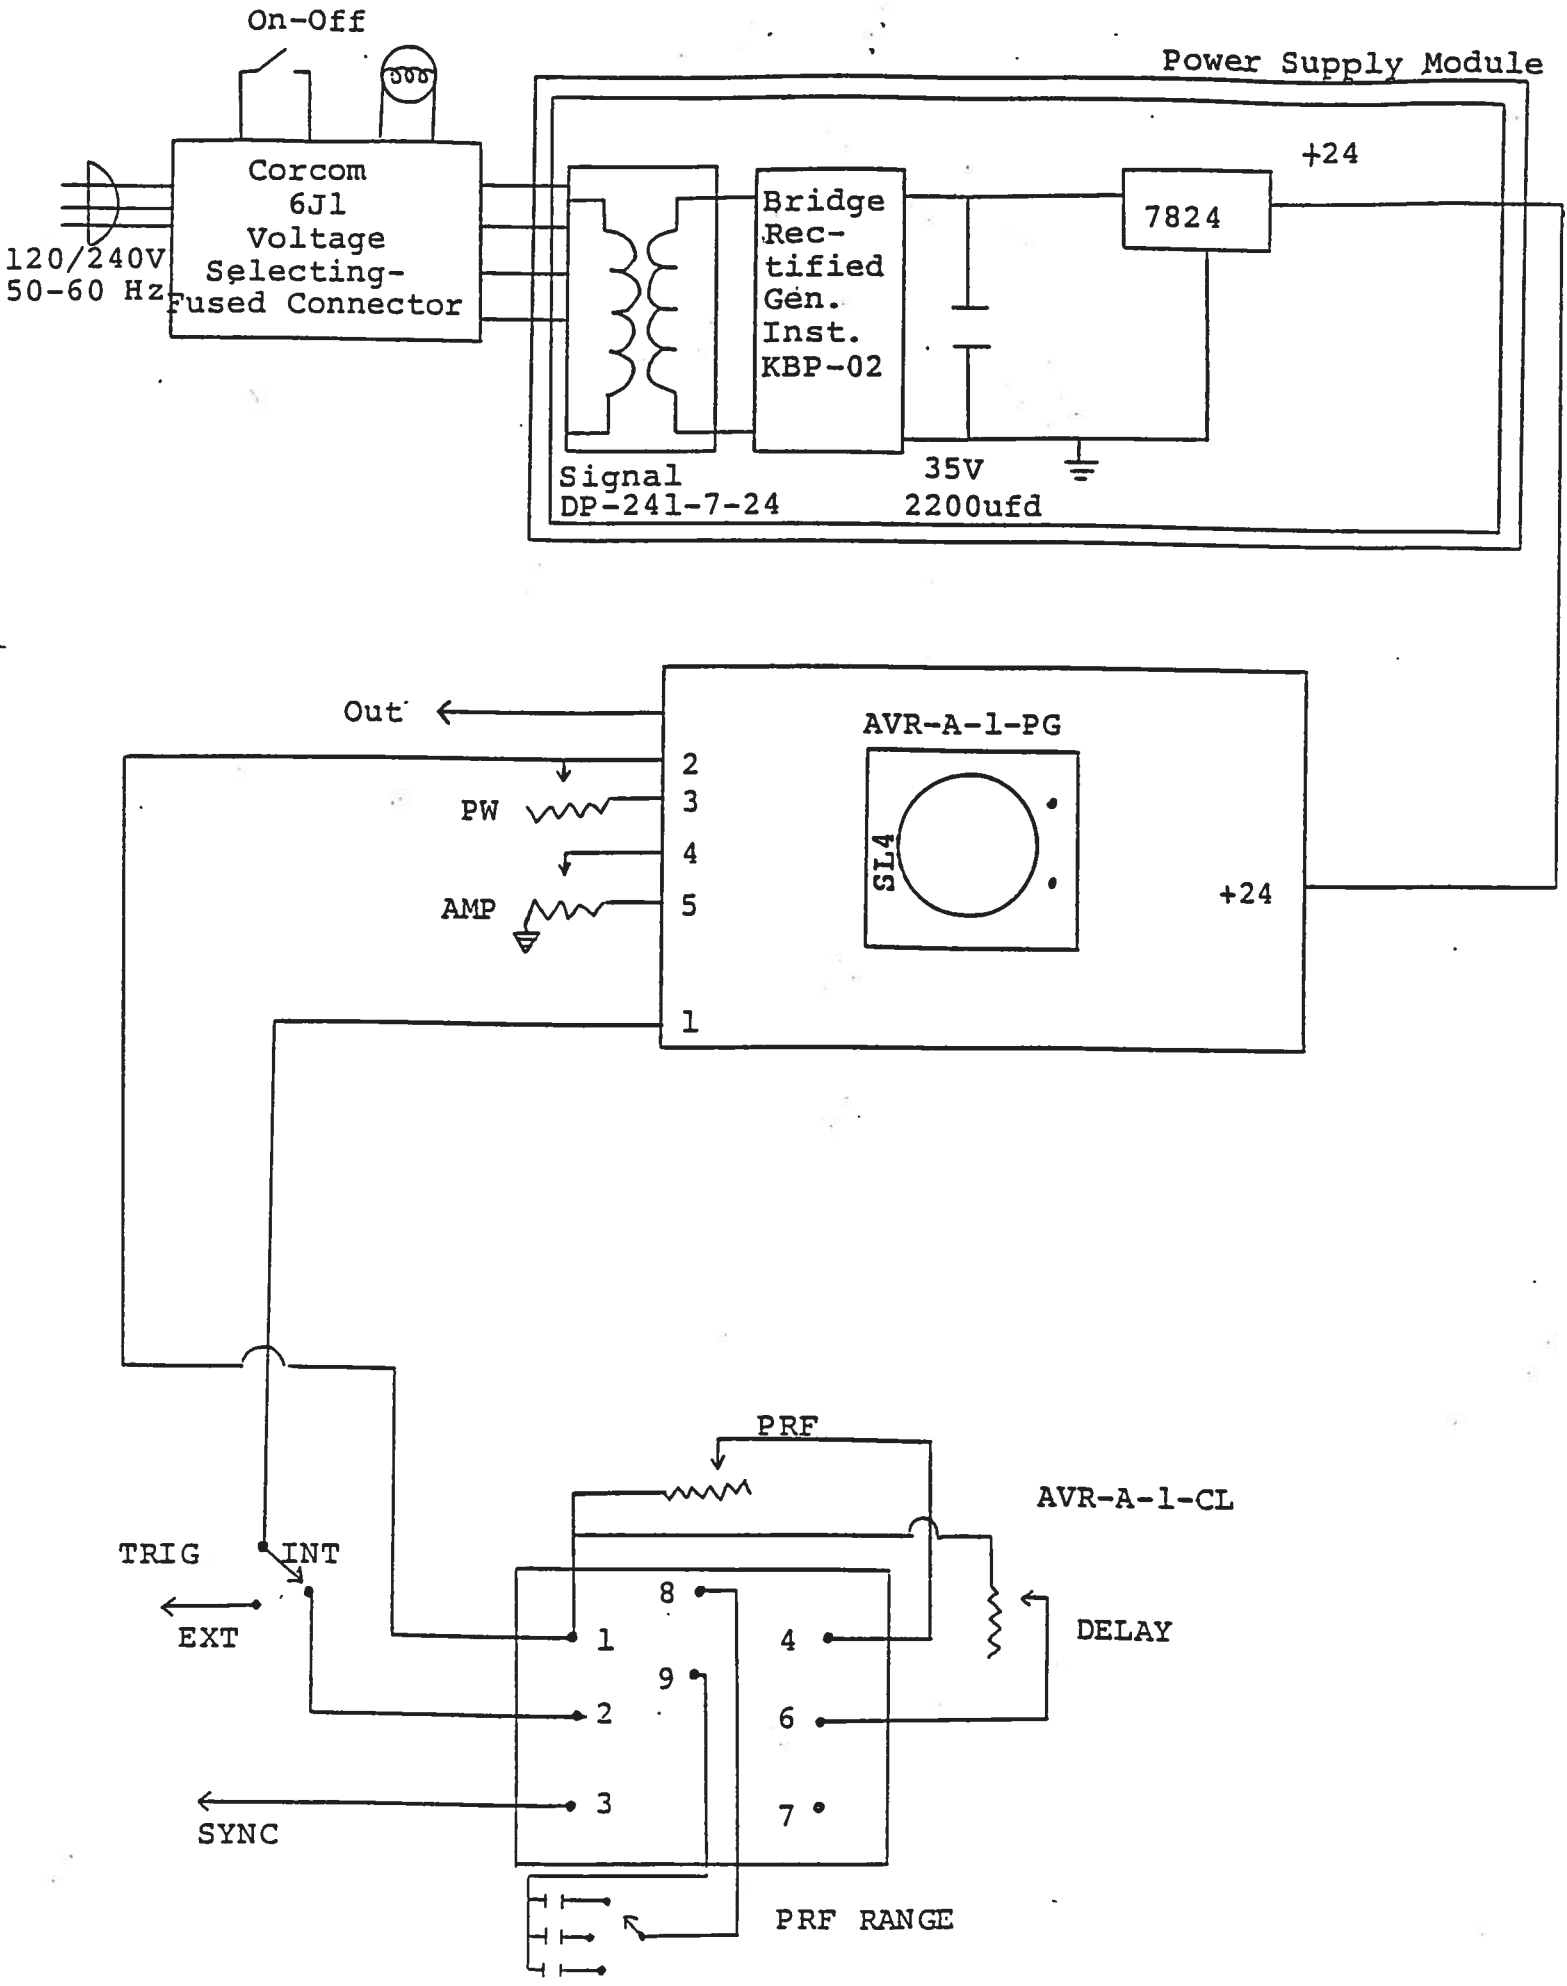 On-Off
Power Supply Module
Corcom
6J1
Voltage
Selecting-
Fused Connector
120/240V
50-60 Hz
Bridge
Rec-
tified
Gen.
Inst.
KBP-02
7824
+24
Signal
DP-241-7-24
35V
2200ufd
Out
AVR-A-1-PG
2
PW
3
4
AMP
5
SL4
+24
1
PRF
AVR-A-1-CL
TRIG
INT
EXT
8
1
4
DELAY
9
2
6
3
7
SYNC
PRF RANGE